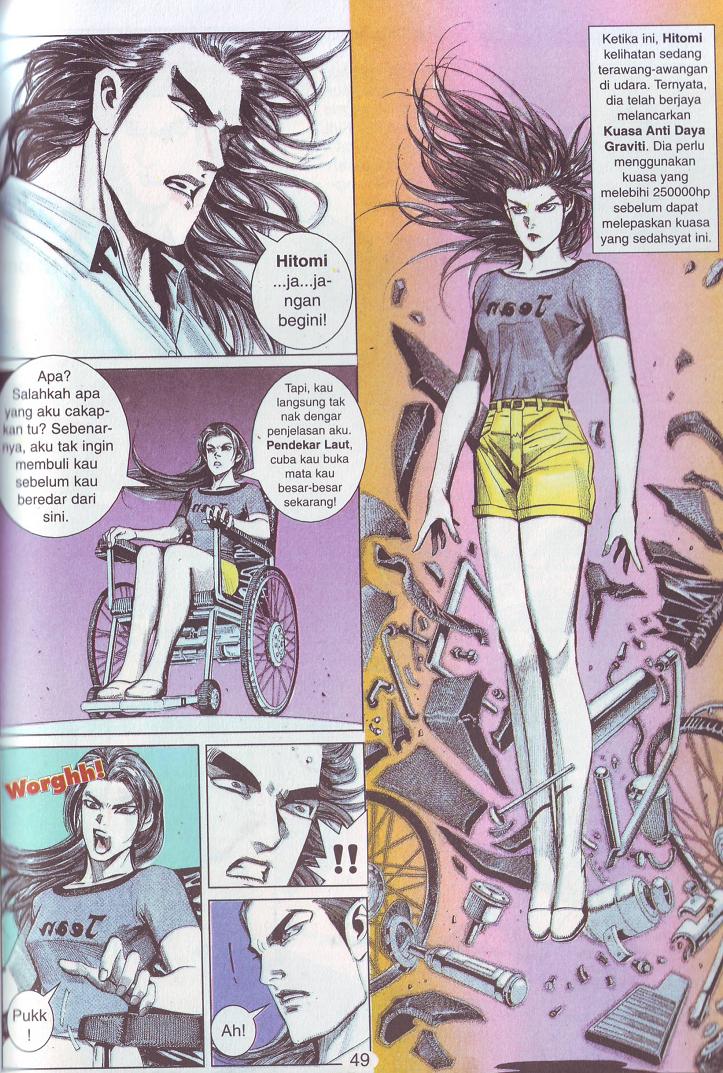 Hitomi
...ja...ja-
ngan
begini!
Apa?
Salahkah apa
yang aku cakap-
kan tu? Sebenar-
nya, aku tak ingin
membuli kau
sebelum kau
beredar dari
sini.
Tapi, kau
langsung tak
nak dengar
penjelasan aku.
Pendekar Laut,
cuba kau buka
mata kau
besar-besar
sekarang!
Worghh!
Jean
Pukk
!
!!
Ah!
49
Ketika ini, Hitomi
kelihatan sedang
terawang-awangan
di udara. Ternyata,
dia telah berjaya
melancarkan
Kuasa Anti Daya
Graviti. Dia perlu
menggunakan
kuasa yang
melebihi 250000hp
sebelum dapat
melepaskan kuasa
yang sedahsyat ini.
Jean